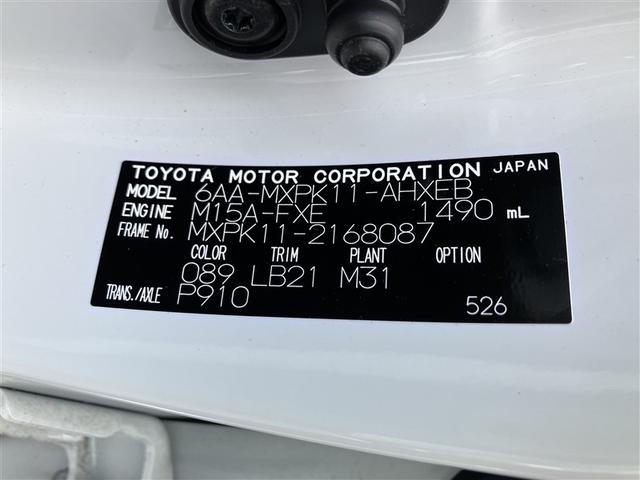 TOYOTA MOTOR CORPORATION JAPAN
MODEL 6AA-MXPK11-AHXEB
ENGINE M15A-FXE 1490 mL
FRAME No. MXPK11-2168087
COLOR TRIM PLANT OPTION
089 LB21 M31
TRANS./AXLE P910
526